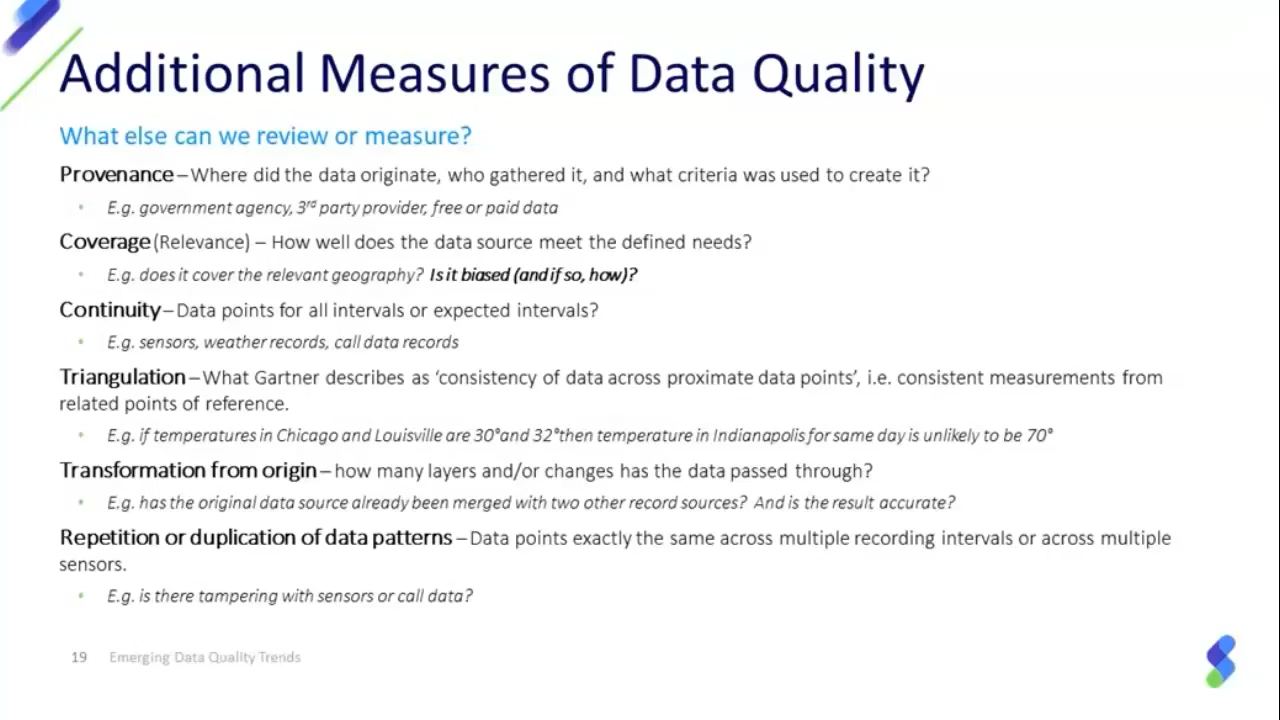 Additional Measures of Data Quality
What else can we review or measure?
Provenance – Where did the data originate, who gathered it, and what criteria was used to create it?
• E.g. government agency, 3rd party provider, free or paid data
Coverage (Relevance) – How well does the data source meet the defined needs?
• E.g. does it cover the relevant geography? Is it biased (and if so, how)?
Continuity – Data points for all intervals or expected intervals?
• E.g. sensors, weather records, call data records
Triangulation – What Gartner describes as ‘consistency of data across proximate data points’, i.e. consistent measurements from
related points of reference.
• E.g. if temperatures in Chicago and Louisville are 30° and 32° then temperature in Indianapolis for same day is unlikely to be 70°
Transformation from origin – how many layers and/or changes has the data passed through?
• E.g. has the original data source already been merged with two other record sources? And is the result accurate?
Repetition or duplication of data patterns – Data points exactly the same across multiple recording intervals or across multiple
sensors.
• E.g. is there tampering with sensors or call data?
19 Emerging Data Quality Trends